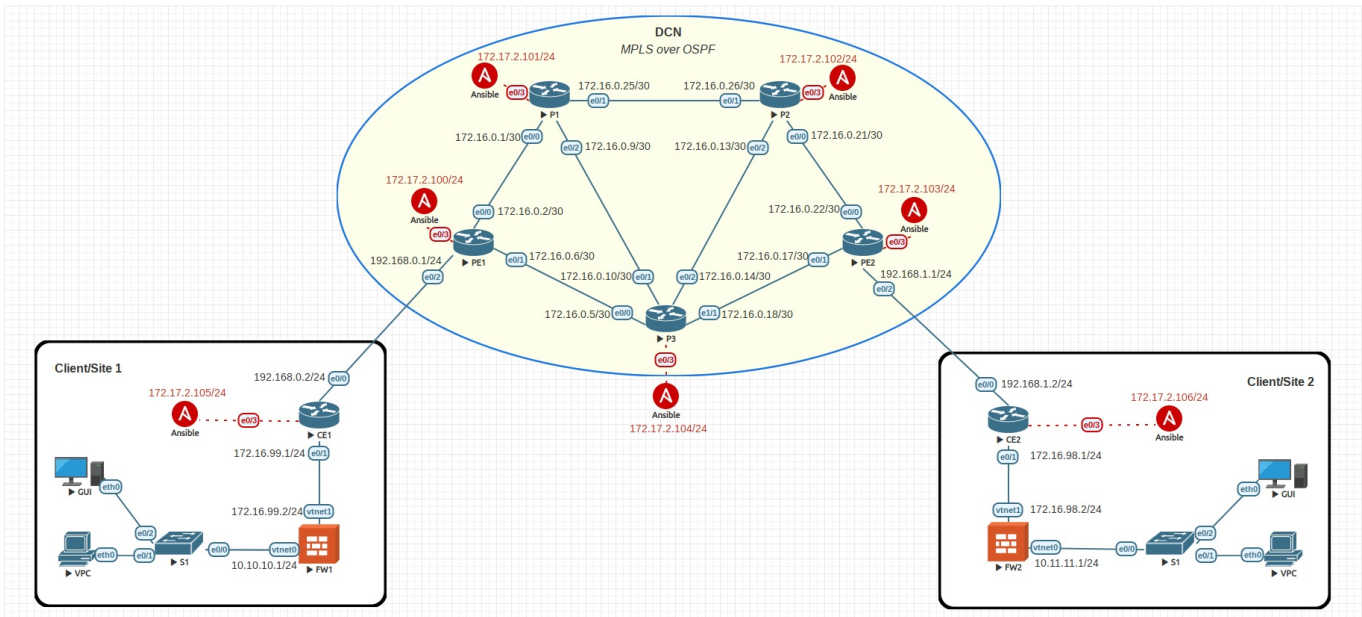 DCN
MPLS over OSPF
172.17.2.101/24
Ansible
e0/3
172.16.0.25/30
e0/1
P1
172.16.0.26/30
e0/1
172.17.2.102/24
e0/3
Ansible
P2
172.16.0.1/30
e0/0
e0/2
172.16.0.9/30
172.16.0.13/30
e0/2
e0/0
172.16.0.21/30
172.17.2.100/24
Ansible
e0/3
e0/0
172.16.0.2/30
PE1
192.168.0.1/24
e0/2
e0/1
172.16.0.6/30
172.17.2.103/24
Ansible
e0/3
172.16.0.22/30
e0/0
PE2
172.16.0.17/30
e0/1
192.168.1.1/24
e0/2
172.16.0.10/30
e0/1
e0/2
172.16.0.14/30
172.16.0.5/30
e0/0
e1/1
172.16.0.18/30
P3
e0/3
Ansible
172.17.2.104/24
Client/Site 1
192.168.0.2/24
e0/0
172.17.2.105/24
Ansible
e0/3
CE1
e0/1
172.16.99.1/24
GUI
eth0
172.16.99.2/24
vtnet1
e0/2
VPC
eth0
e0/1
S1
e0/0
vtnet0
10.10.10.1/24
FW1
Client/Site 2
e0/0
192.168.1.2/24
172.17.2.106/24
e0/3
Ansible
CE2
e0/1
172.16.98.1/24
GUI
eth0
vtnet1
172.16.98.2/24
vtnet0
10.11.11.1/24
FW2
e0/0
S1
e0/2
e0/1
eth0
VPC